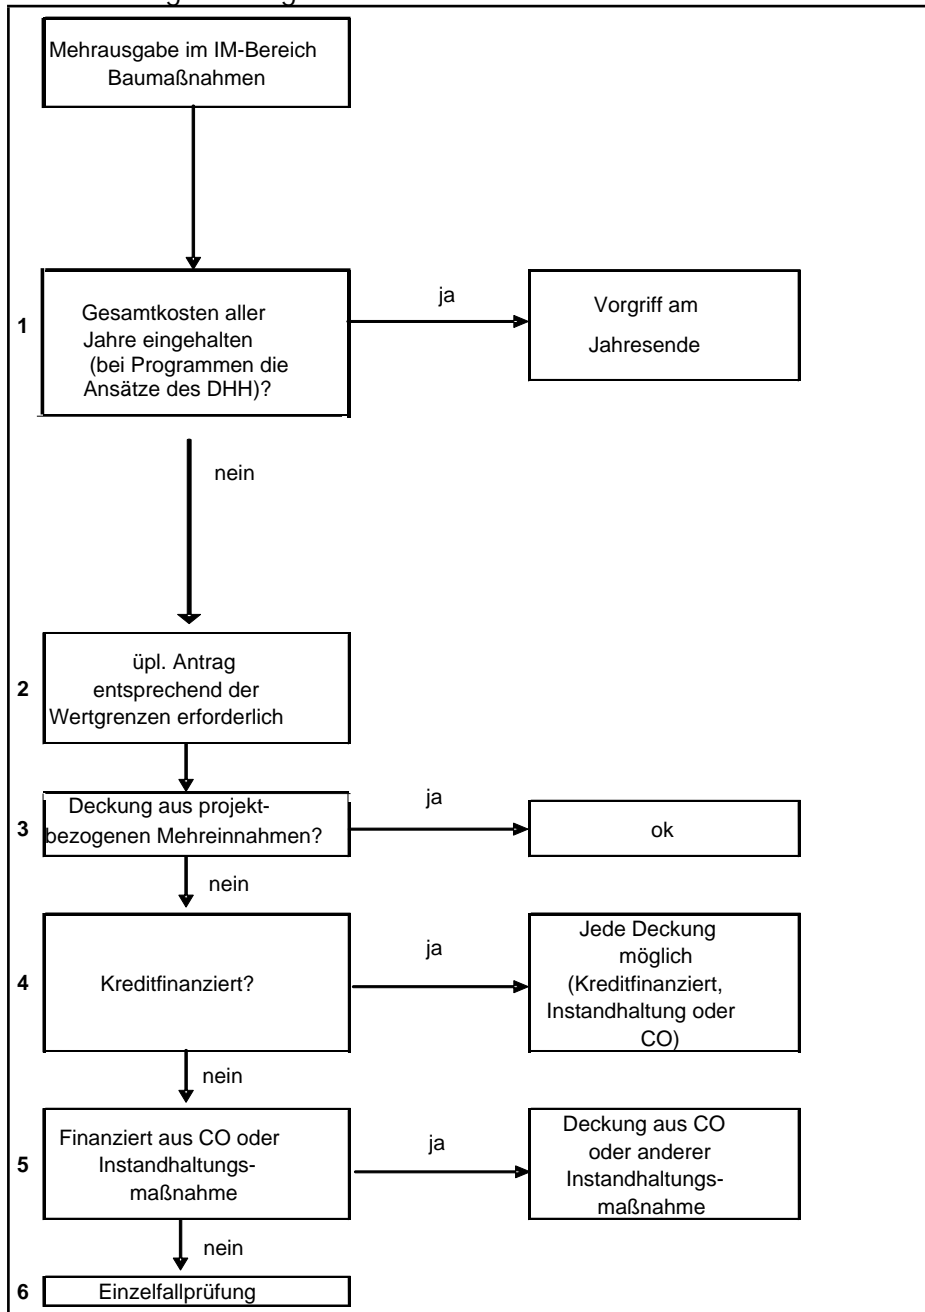 Mehrausgabe im IM-Bereich
Baumaßnahmen
1
Gesamtkosten aller
Jahre eingehalten
(bei Programmen die
Ansätze des DHH)?
ja
Vorgriff am
Jahresende
nein
2
üpl. Antrag
entsprechend der
Wertgrenzen erforderlich
3
Deckung aus projekt-
bezogenen Mehreinnahmen?
ja
ok
nein
4
Kreditfinanziert?
ja
Jede Deckung
möglich
(Kreditfinanziert,
Instandhaltung oder
CO)
nein
5
Finanziert aus CO oder
Instandhaltungs-
maßnahme
ja
Deckung aus CO
oder anderer
Instandhaltungs-
maßnahme
nein
6
Einzelfallprüfung